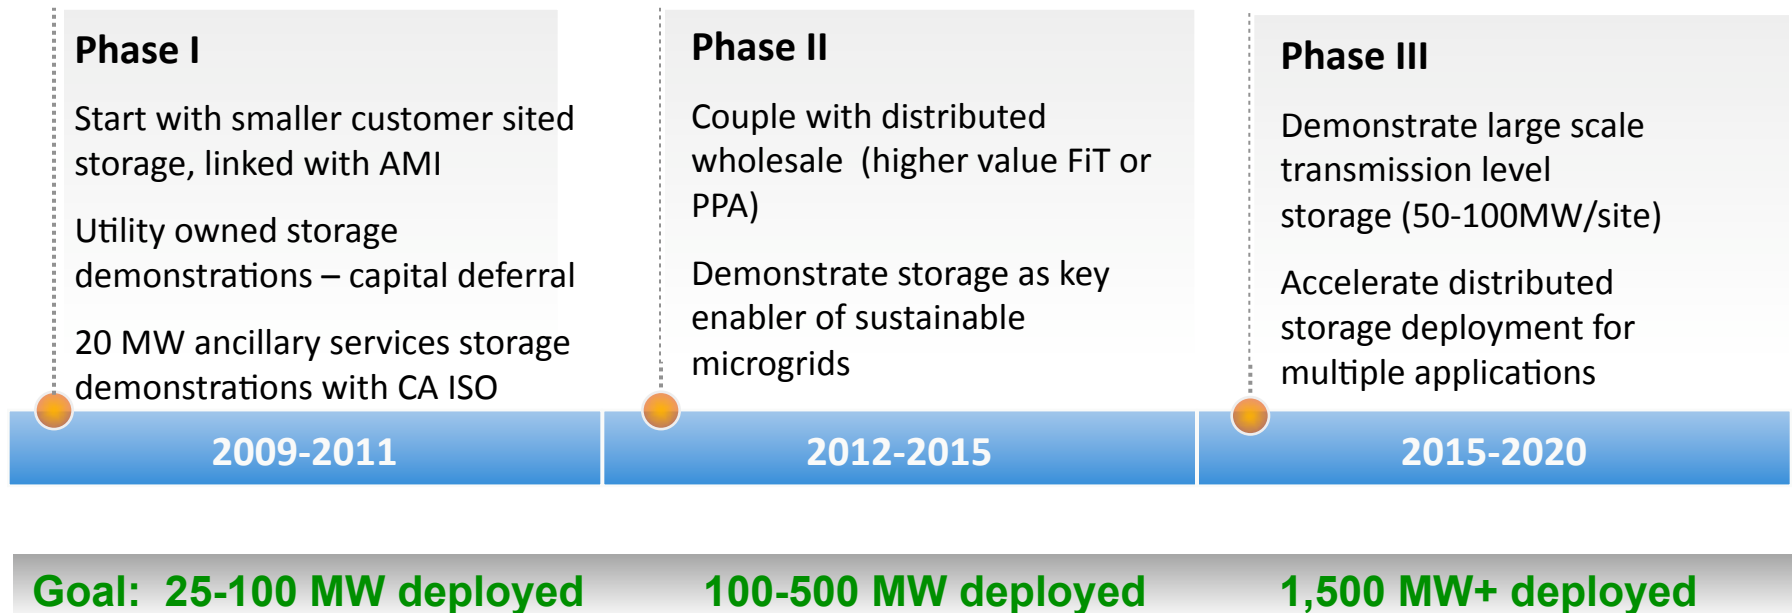 Phase I
Start with smaller customer sited
storage, linked with AMI
Utility owned storage
demonstrations – capital deferral
20 MW ancillary services storage
demonstrations with CA ISO
Phase II
Couple with distributed
wholesale  (higher value FiT or
PPA)
Demonstrate storage as key
enabler of sustainable
microgrids
Phase III
Demonstrate large scale
transmission level
storage (50-100MW/site)
Accelerate distributed
storage deployment for
multiple applications
2009-2011
2012-2015
2015-2020
Goal:  25-100 MW deployed
100-500 MW deployed
1,500 MW+ deployed